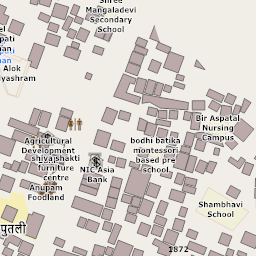 Shree
Mangaladevi
Secondary
School
Alok
Bir Aspatal
Nursing
Campus
Agricultural
Development
shivajshakti
furniture
centre
Anupam
Foodland
NIC Asia
Bank
bodhi batika
montessori
based pre
school
Shambhavi
School
पुतली
1872